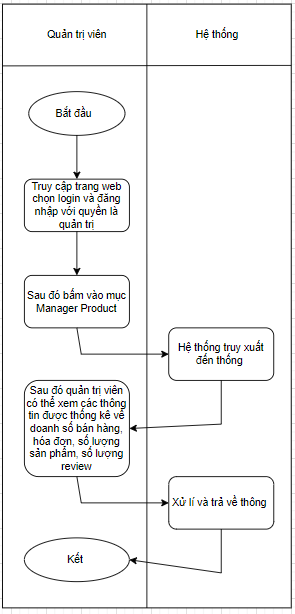 Quản trị viên
Hệ thống
Bắt đầu
Truy cập trang web
chọn login và đăng
nhập với quyền là
quản trị
Sau đó bấm vào mục
Manager Product
Hệ thống truy xuất
đến thống
Sau đó quản trị viên
có thể xem các thông
tin được thống kê về
doanh số bán hàng,
hóa đơn, số lượng
sản phẩm, số lượng
review
Xử lí và trả về thông
Kết